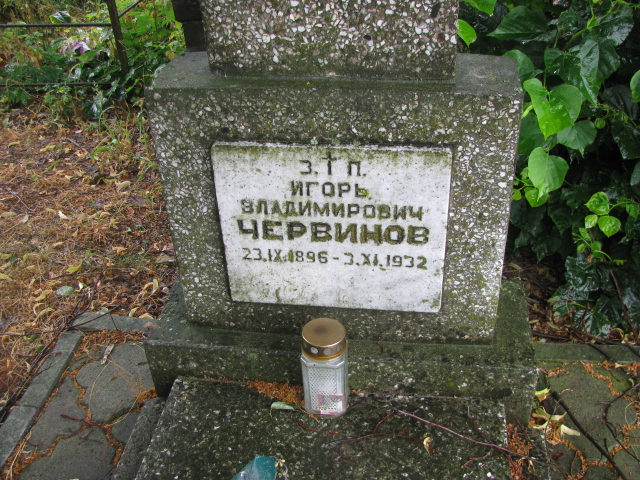 З.†П.
ИГОРЬ
ВЛАДИМИРОВИЧ
ЧЕРВИНОВ
23.IX.1896 - 3.XI.1932